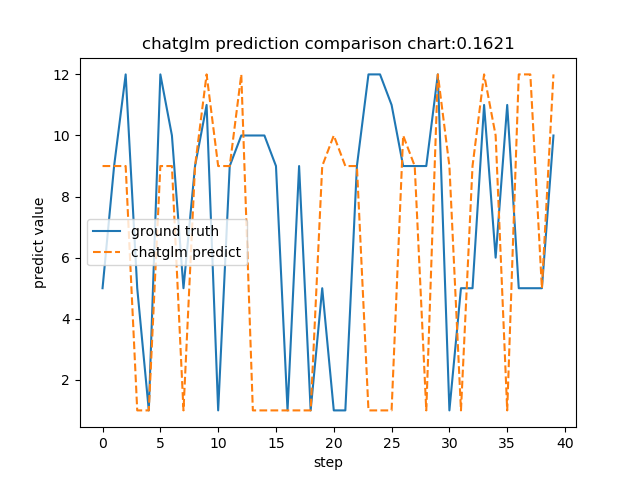 chatglm prediction comparison chart:0.1621
12
10
8
6
4
2
predict value
ground truth
chatglm predict
0 5 10 15 20 25 30 35 40
step